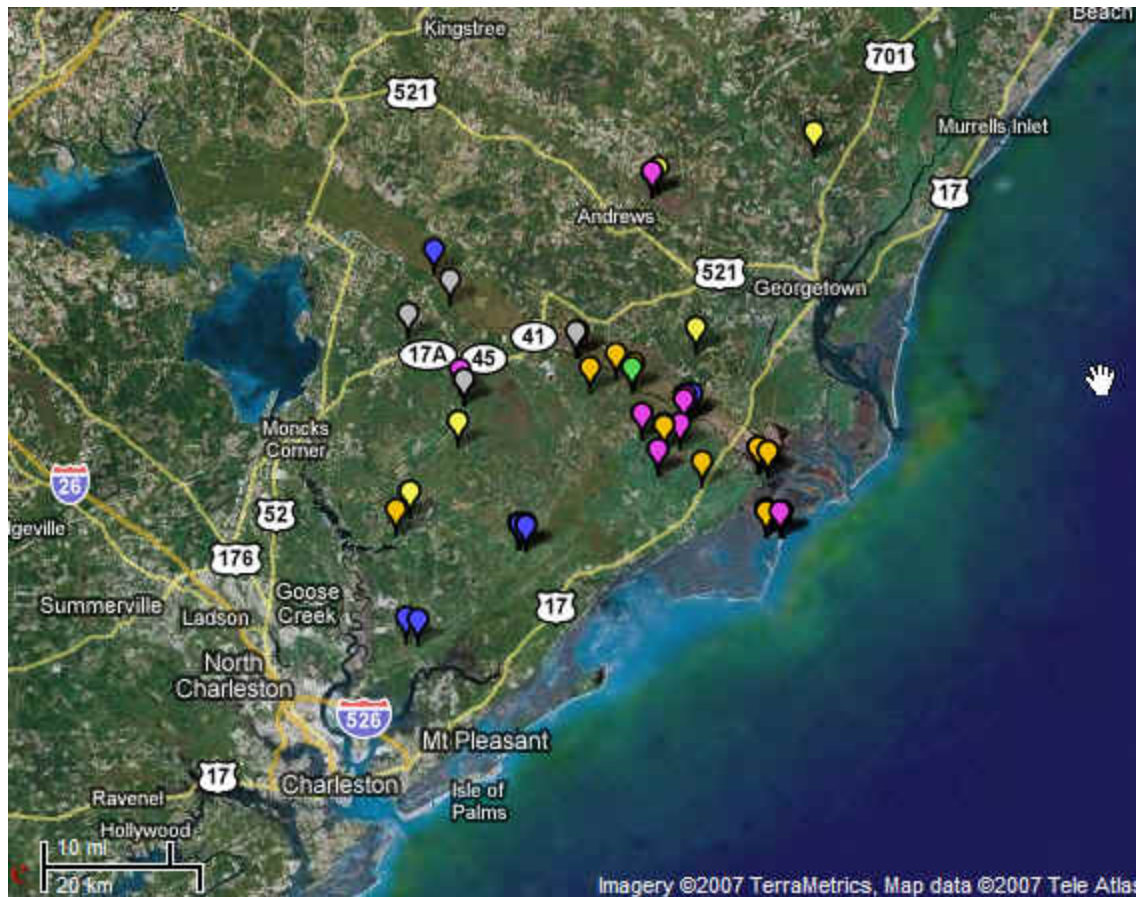 Beach
Kingstree
701
521
Murrells Inlet
17
Andrews
521
Georgetown
41
17A
45
Moncks
Corner
26
52
dgeville
176
Goose
Creek
17
Summerville
Ladson
North
Charleston
526
Mt Pleasant
17
Charleston
Isle of
Palms
Ravenel
Hollywood
10 mi
20 km
Imagery ©2007 TerraMetrics, Map data ©2007 Tele Atlas